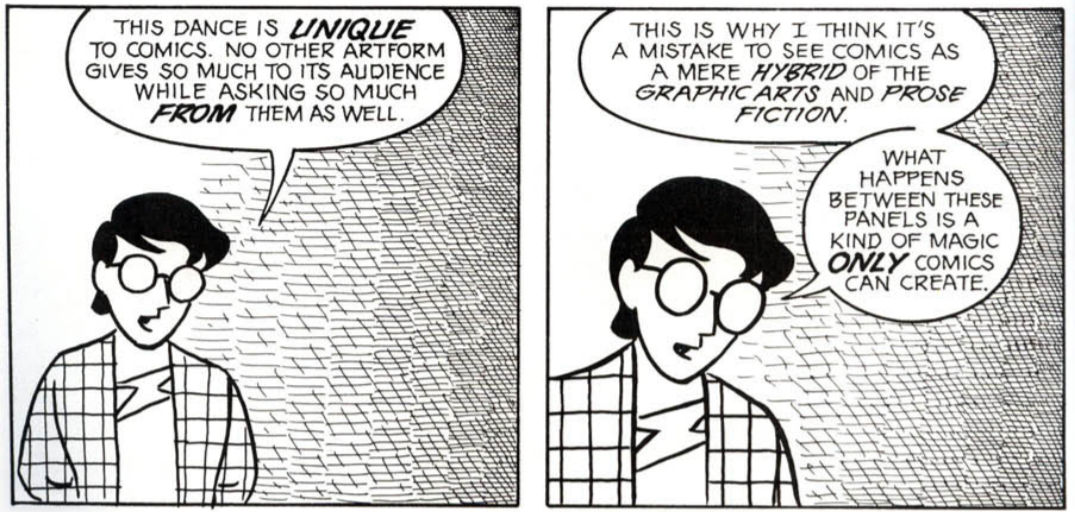 THIS DANCE IS UNIQUE
TO COMICS. NO OTHER ARTFORM
GIVES SO MUCH TO ITS AUDIENCE
WHILE ASKING SO MUCH
FROM THEM AS WELL.
THIS IS WHY I THINK IT'S
A MISTAKE TO SEE COMICS AS
A MERE HYBRID OF THE
GRAPHIC ARTS AND PROSE
FICTION.
WHAT
HAPPENS
BETWEEN THESE
PANELS IS A
KIND OF MAGIC
ONLY COMICS
CAN CREATE.